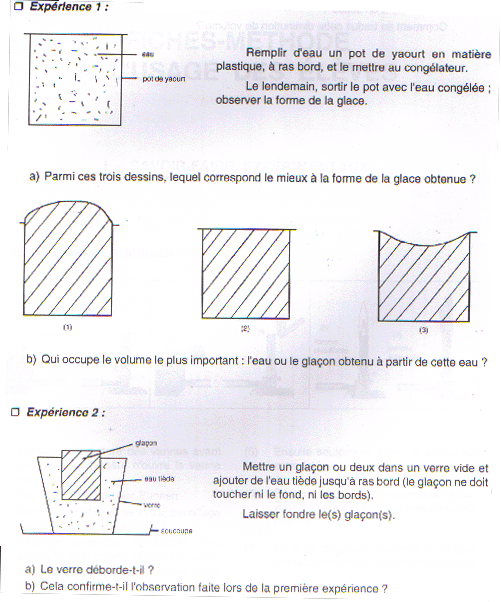 ❒ Expérience 1 :
eau
pot de yaourt
Remplir d'eau un pot de yaourt en matière
plastique, à ras bord, et le mettre au congélateur.
Le lendemain, sortir le pot avec l'eau congélée ;
observer la forme de la glace.
a) Parmi ces trois dessins, lequel correspond le mieux à la forme de la glace obtenue ?
(1)
(2)
(3)
b) Qui occupe le volume le plus important : l'eau ou le glaçon obtenu à partir de cette eau ?
❒ Expérience 2 :
glaçon
eau tiède
verre
soucoupe
Mettre un glaçon ou deux dans un verre vide et
ajouter de l'eau tiède jusqu'à ras bord (le glaçon ne doit
toucher ni le fond, ni les bords).
Laisser fondre le(s) glaçon(s).
a) Le verre déborde-t-il ?
b) Cela confirme-t-il l'observation faite lors de la première expérience ?